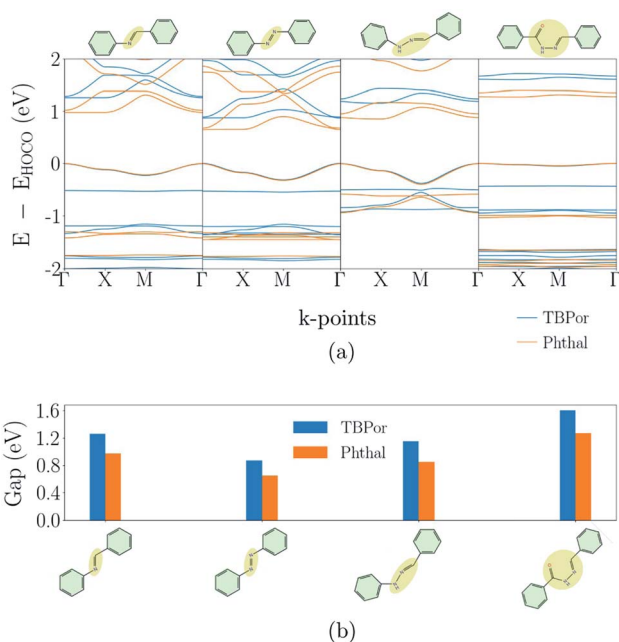 E − E_HOCO (eV)
2
1
0
-1
-2
Γ X M Γ X M Γ X M Γ X M Γ
k-points
TBPor
Phthal
(a)
Gap (eV)
1.6
1.2
0.8
0.4
0.0
TBPor
Phthal
(b)